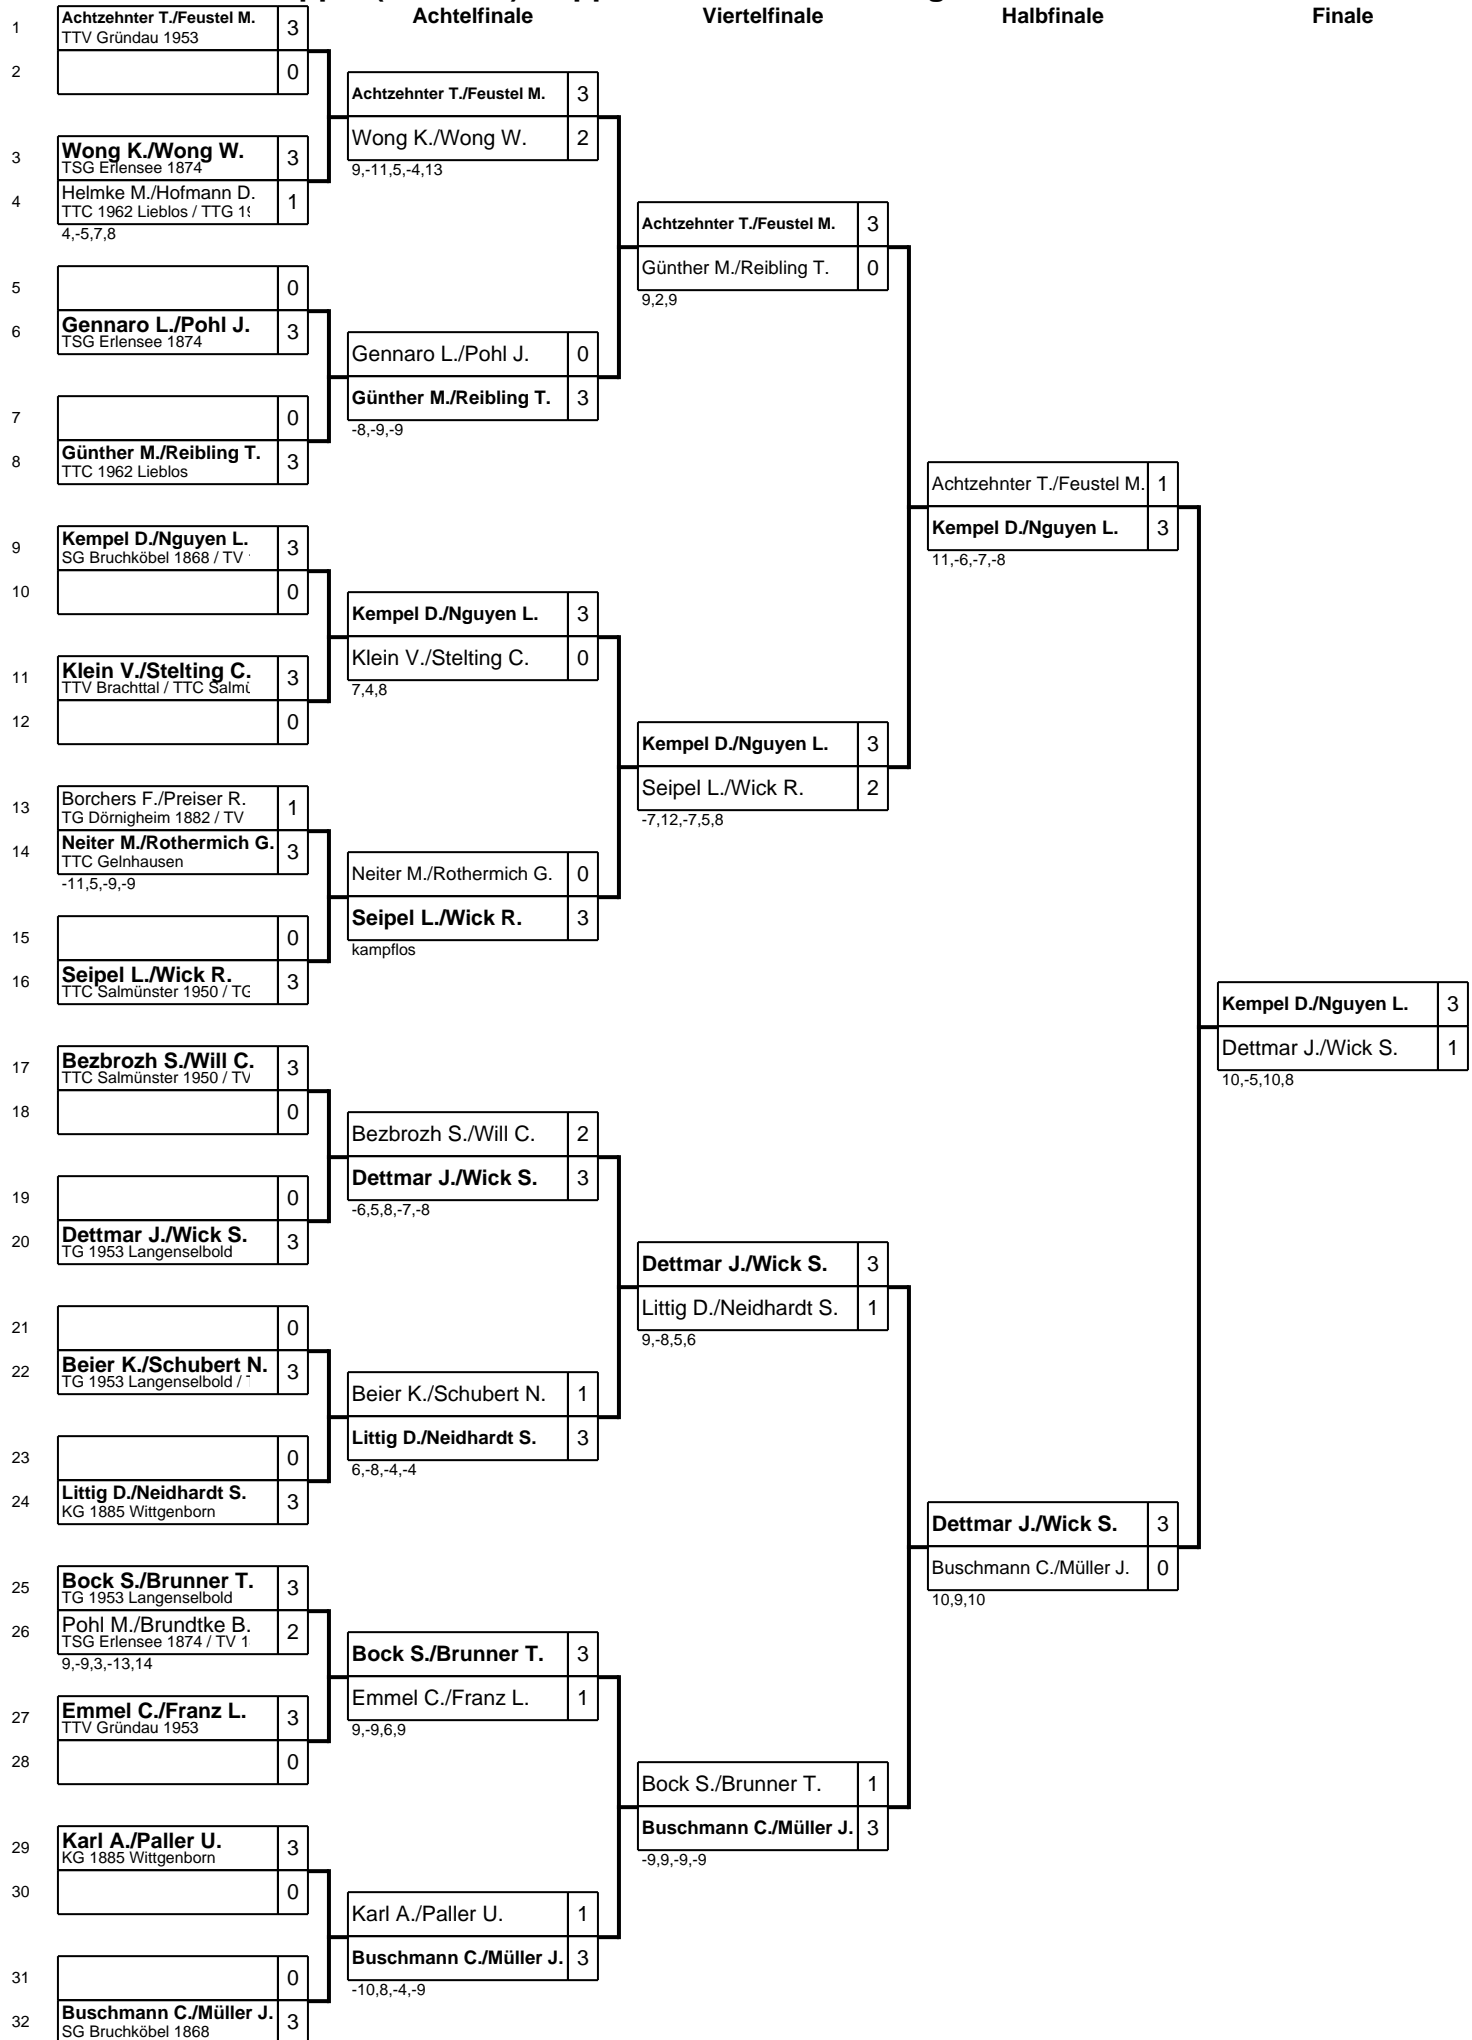 Achtelfinale
Viertelfinale
Halbfinale
Finale
1
Achtzehnter T./Feustel M.
TTV Gründau 1953
3
2
0
3
Wong K./Wong W.
TSG Erlensee 1874
3
4
Helmke M./Hofmann D.
TTC 1962 Lieblos / TTG
1
4,-5,7,8
5
0
6
Gennaro L./Pohl J.
TSG Erlensee 1874
3
7
0
8
Günther M./Reibling T.
TTC 1962 Lieblos
3
9
Kempel D./Nguyen L.
SG Bruchköbel 1868 / TV
3
10
0
11
Klein V./Stelting C.
TTV Brachttal / TTC
3
12
0
13
Borchers F./Preiser R.
TG Dörnigheim 1882 / TV
1
14
Neiter M./Rothermich G.
TTC Gelnhausen
3
-11,5,-9,-9
15
0
16
Seipel L./Wick R.
TTC Salmünster 1950 /
3
17
Bezbrozh S./Will C.
TTC Salmünster 1950 / TV
3
18
0
19
0
20
Dettmar J./Wick S.
TG 1953 Langenselbold
3
21
0
22
Beier K./Schubert N.
TG 1953 Langenselbold /
3
23
0
24
Littig D./Neidhardt S.
KG 1885 Wittgenborn
3
25
Bock S./Brunner T.
TG 1953 Langenselbold
3
26
Pohl M./Brundtke B.
TSG Erlensee 1874 / TV 1
2
9,-9,3,-13,14
27
Emmel C./Franz L.
TTV Gründau 1953
3
28
0
29
Karl A./Paller U.
KG 1885 Wittgenborn
3
30
0
31
0
32
Buschmann C./Müller J.
SG Bruchköbel 1868
3
Achtzehnter T./Feustel M. 3
Wong K./Wong W. 2
9,-11,5,-4,13
Gennaro L./Pohl J. 0
Günther M./Reibling T. 3
-8,-9,-9
Kempel D./Nguyen L. 3
Klein V./Stelting C. 0
7,4,8
Neiter M./Rothermich G. 0
Seipel L./Wick R. 3
kampflos
Bezbrozh S./Will C. 2
Dettmar J./Wick S. 3
-6,5,8,-7,-8
Beier K./Schubert N. 1
Littig D./Neidhardt S. 3
6,-8,-4,-4
Bock S./Brunner T. 3
Emmel C./Franz L. 1
9,-9,6,9
Karl A./Paller U. 1
Buschmann C./Müller J. 3
-10,8,-4,-9
Achtzehnter T./Feustel M. 3
Günther M./Reibling T. 0
9,2,9
Kempel D./Nguyen L. 3
Seipel L./Wick R. 2
-7,12,-7,5,8
Dettmar J./Wick S. 3
Littig D./Neidhardt S. 1
9,-8,5,6
Bock S./Brunner T. 1
Buschmann C./Müller J. 3
-9,9,-9,-9
Achtzehnter T./Feustel M. 1
Kempel D./Nguyen L. 3
11,-6,-7,-8
Dettmar J./Wick S. 3
Buschmann C./Müller J. 0
10,9,10
Kempel D./Nguyen L. 3
Dettmar J./Wick S. 1
10,-5,10,8